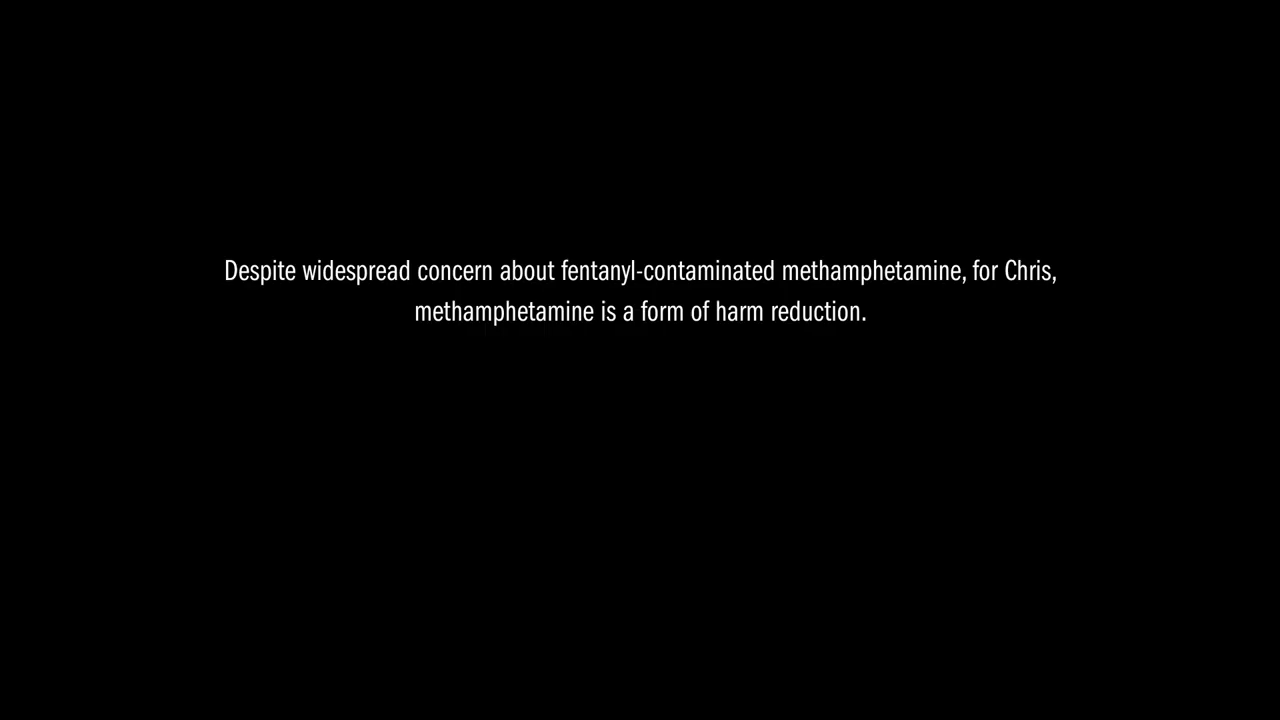 Despite widespread concern about fentanyl-contaminated methamphetamine, for Chris,
methamphetamine is a form of harm reduction.